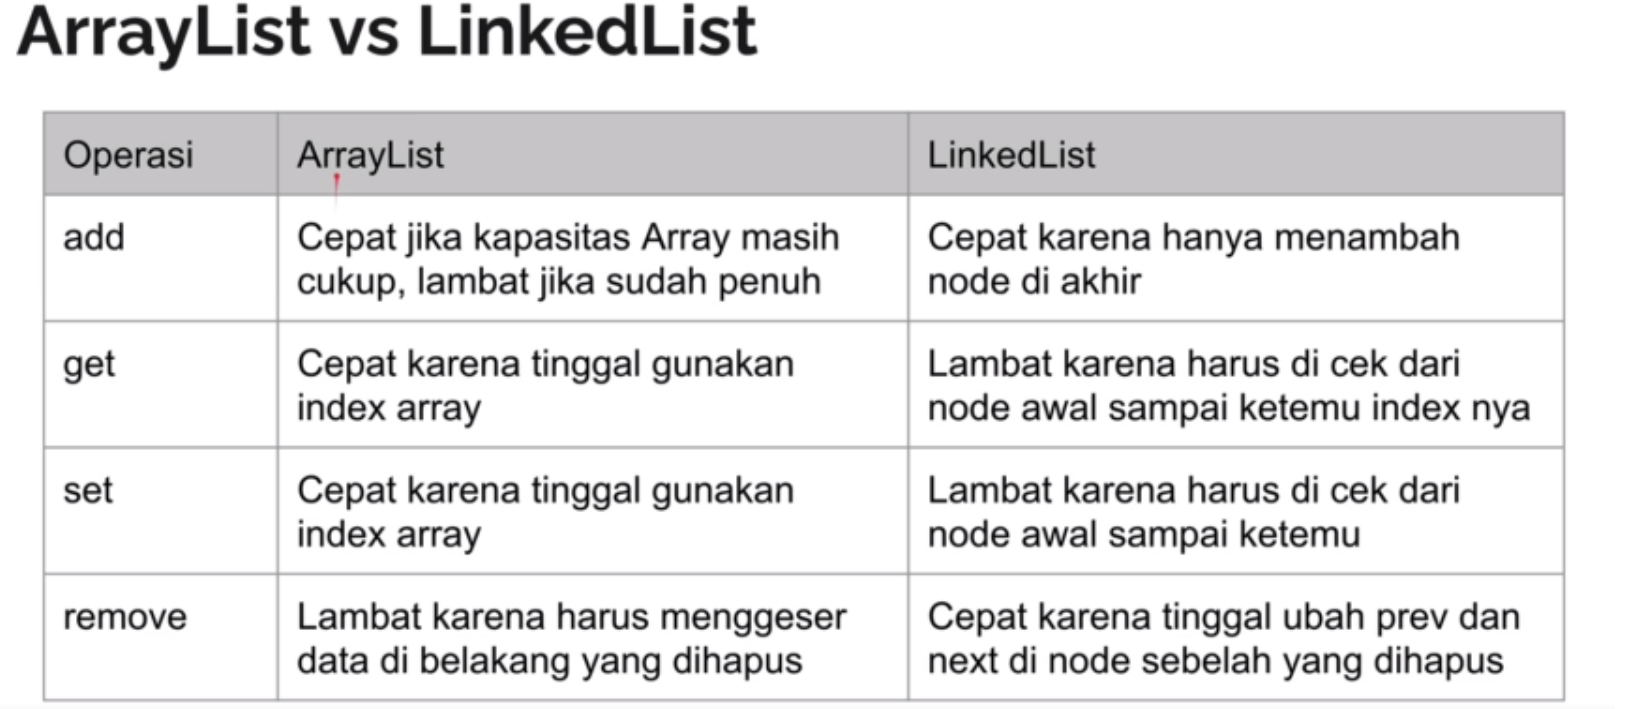 ArrayList vs LinkedList
Operasi
ArrayList
LinkedList
add
Cepat jika kapasitas Array masih
cukup, lambat jika sudah penuh
Cepat karena hanya menambah
node di akhir
get
Cepat karena tinggal gunakan
index array
Lambat karena harus di cek dari
node awal sampai ketemu index nya
set
Cepat karena tinggal gunakan
index array
Lambat karena harus di cek dari
node awal sampai ketemu
remove
Lambat karena harus menggeser
data di belakang yang dihapus
Cepat karena tinggal ubah prev dan
next di node sebelah yang dihapus